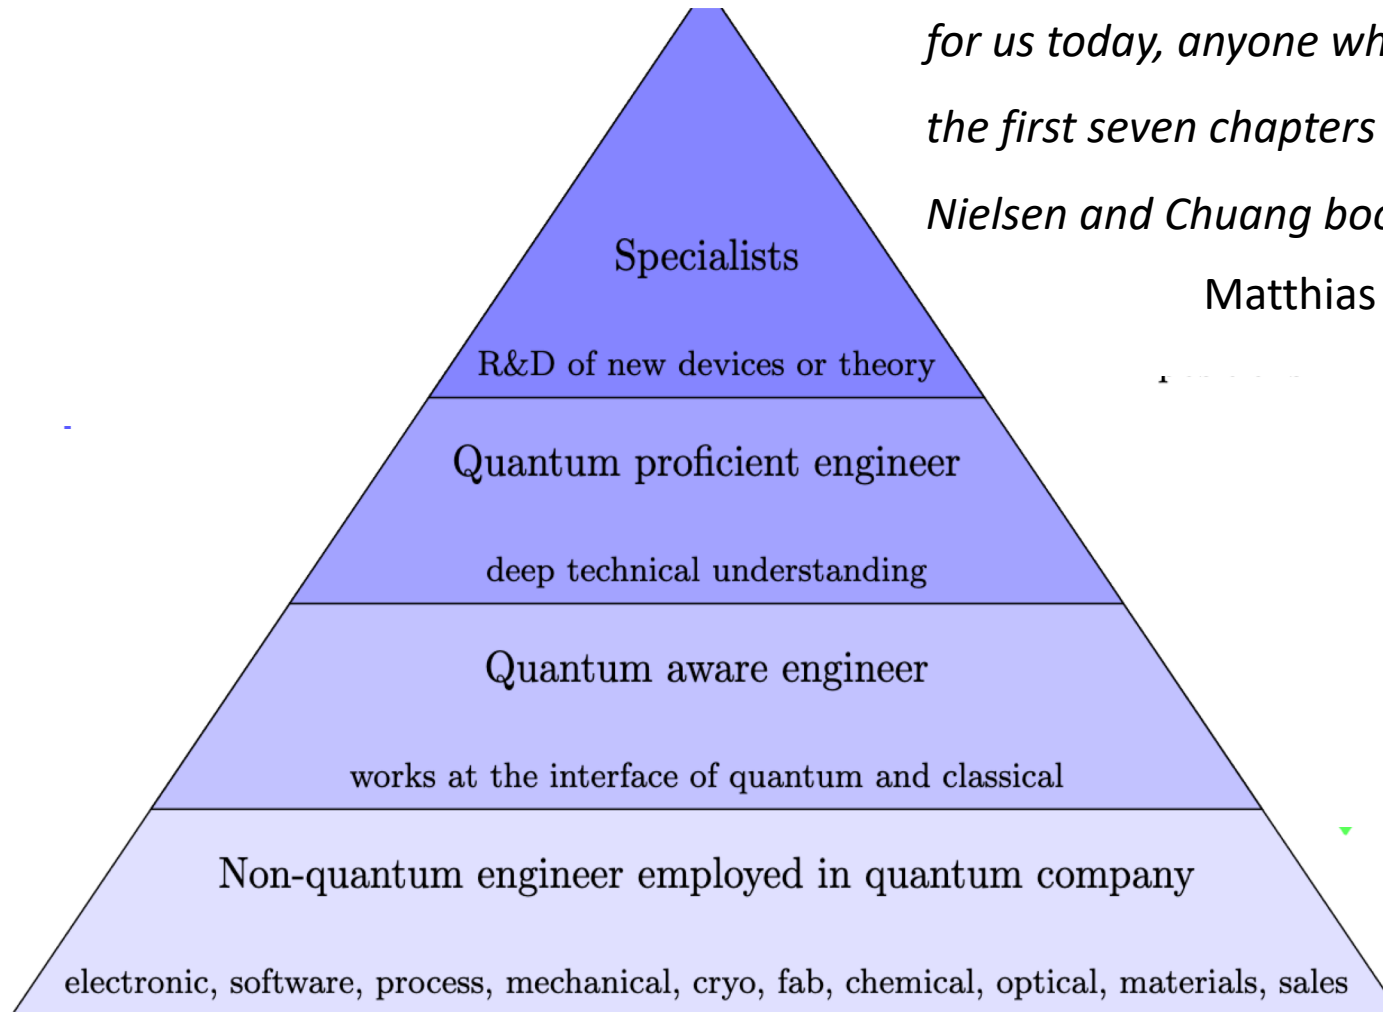 for us today, anyone
the first seven chapters
Nielsen and Chuang
Matthias
Specialists
R&D of new devices or theory
Quantum proficient engineer
deep technical understanding
Quantum aware engineer
works at the interface of quantum and classical
Non-quantum engineer employed in quantum company
electronic, software, process, mechanical, cryo, fab, chemical, optical, materials, sales